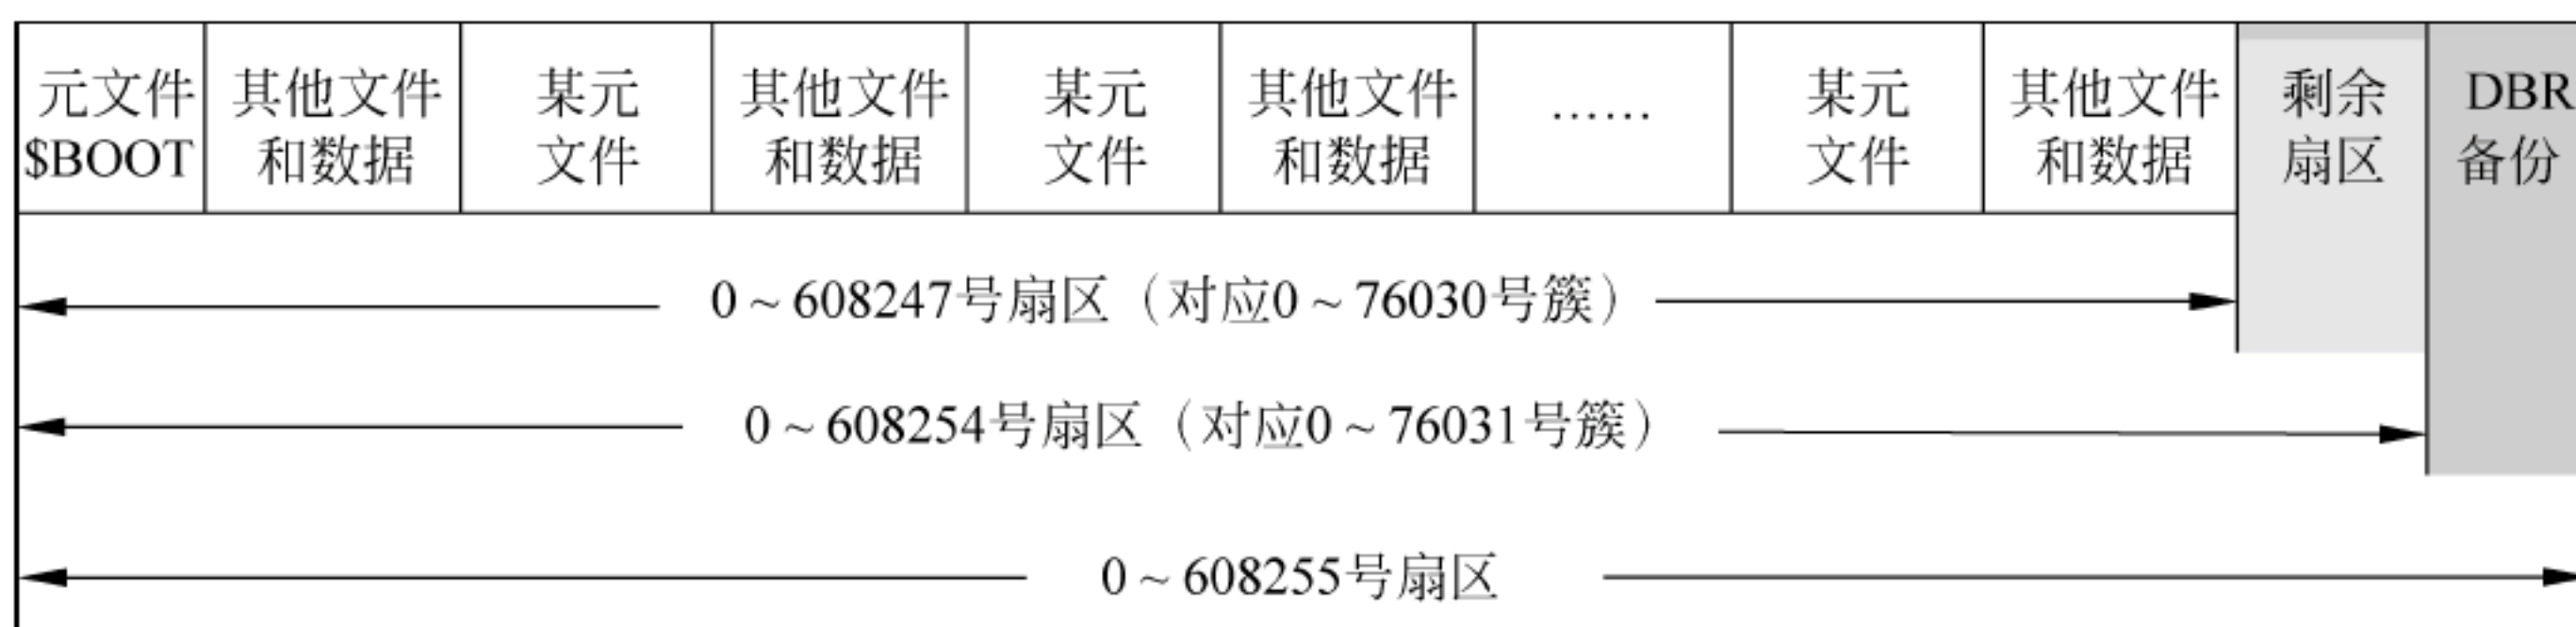 元文件 其他文件 某元 其他文件 某元 其他文件 …… 某元 其他文件 剩余 DBR
$BOOT 和数据 文件 和数据 文件 和数据 文件 和数据 扇区 备份
0~608247号扇区（对应0~76030号簇）
0~608254号扇区（对应0~76031号簇）
0~608255号扇区